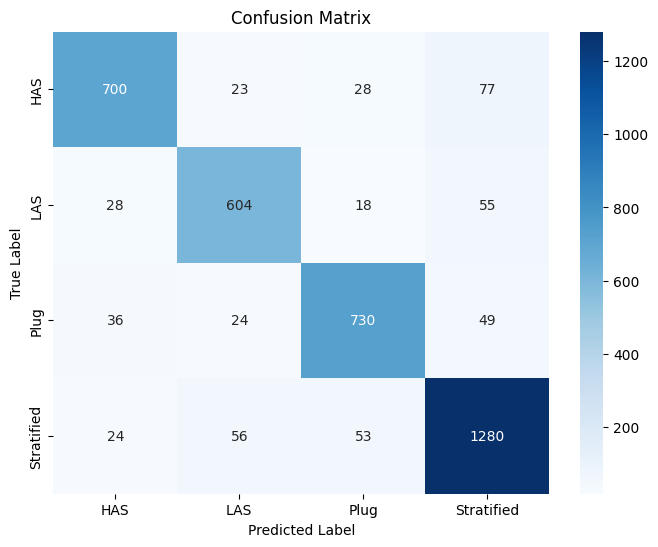 Confusion Matrix
HAS 700 23 28 77
LAS 28 604 18 55
Plug 36 24 730 49
Stratified 24 56 53 1280
HAS LAS Plug Stratified
Predicted Label
True Label
1200
1000
800
600
400
200